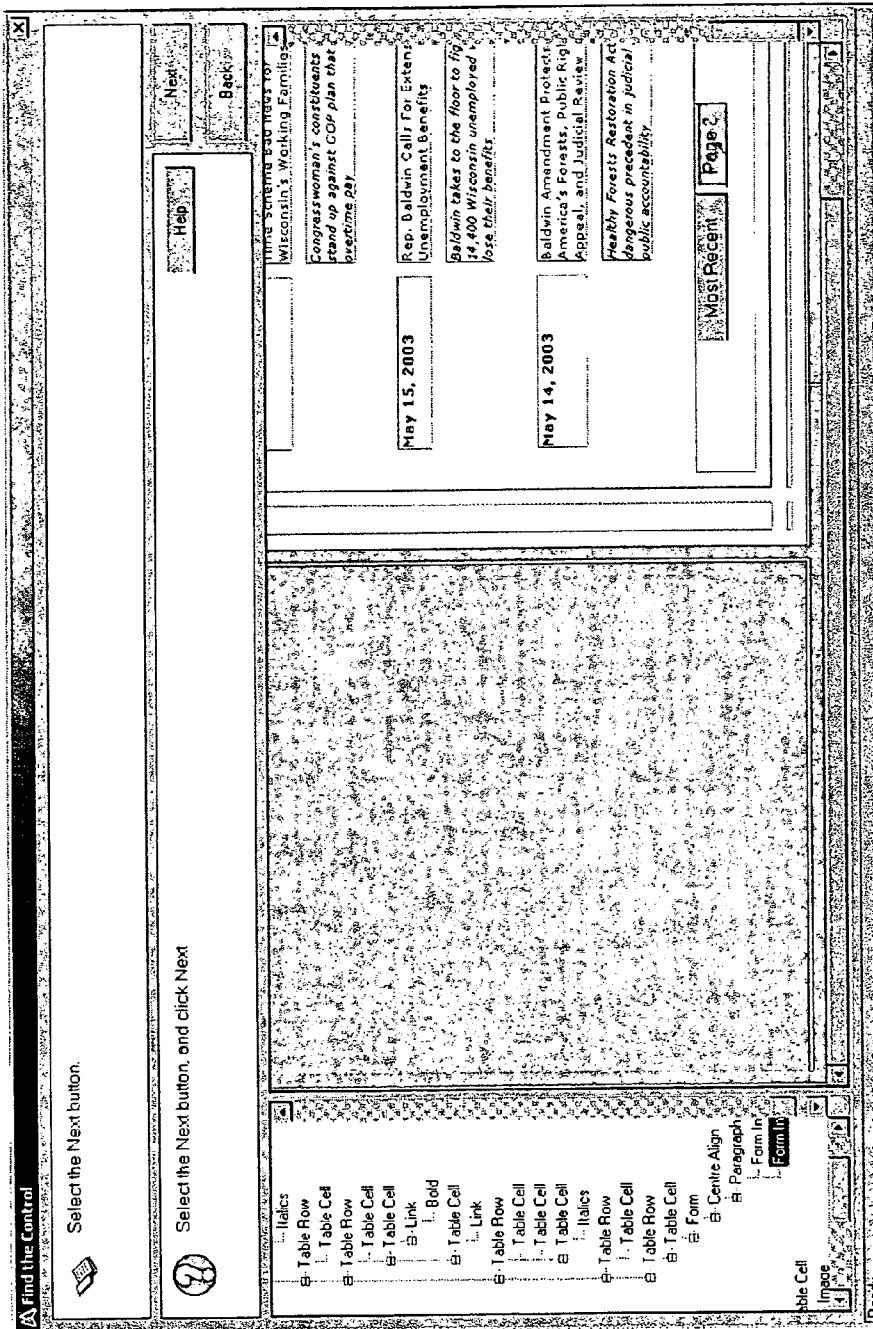 Find the Control
Select the Next button.
Next
Select the Next button, and click Next
Help
Back
Italics
Table Row
Table Cell
Table Row
Table Cell
Table Cell
Link
Bold
Table Cell
Link
Table Row
Table Cell
Table Cell
Table Cell
Italics
Table Row
Table Cell
Table Row
Table Cell
Form
Centre Align
Paragraph
Form In
Form In
able Cell
Image
Time Scheme Bad News for
Wisconsin's Working Families
Congresswoman's constituents
stand up against GOP plan that
overtime pay
May 15, 2003
Rep. Baldwin Calls For Extens
Unemployment Benefits
Baldwin takes to the floor to fig
14,400 Wisconsin unemployed
lose their benefits
May 14, 2003
Baldwin Amendment Protects
America's Forests, Public Rig
Appeal, and Judicial Review
Healthy Forests Restoration Act
dangerous precedent in judicial
public accountability
Most Recent
Page 2